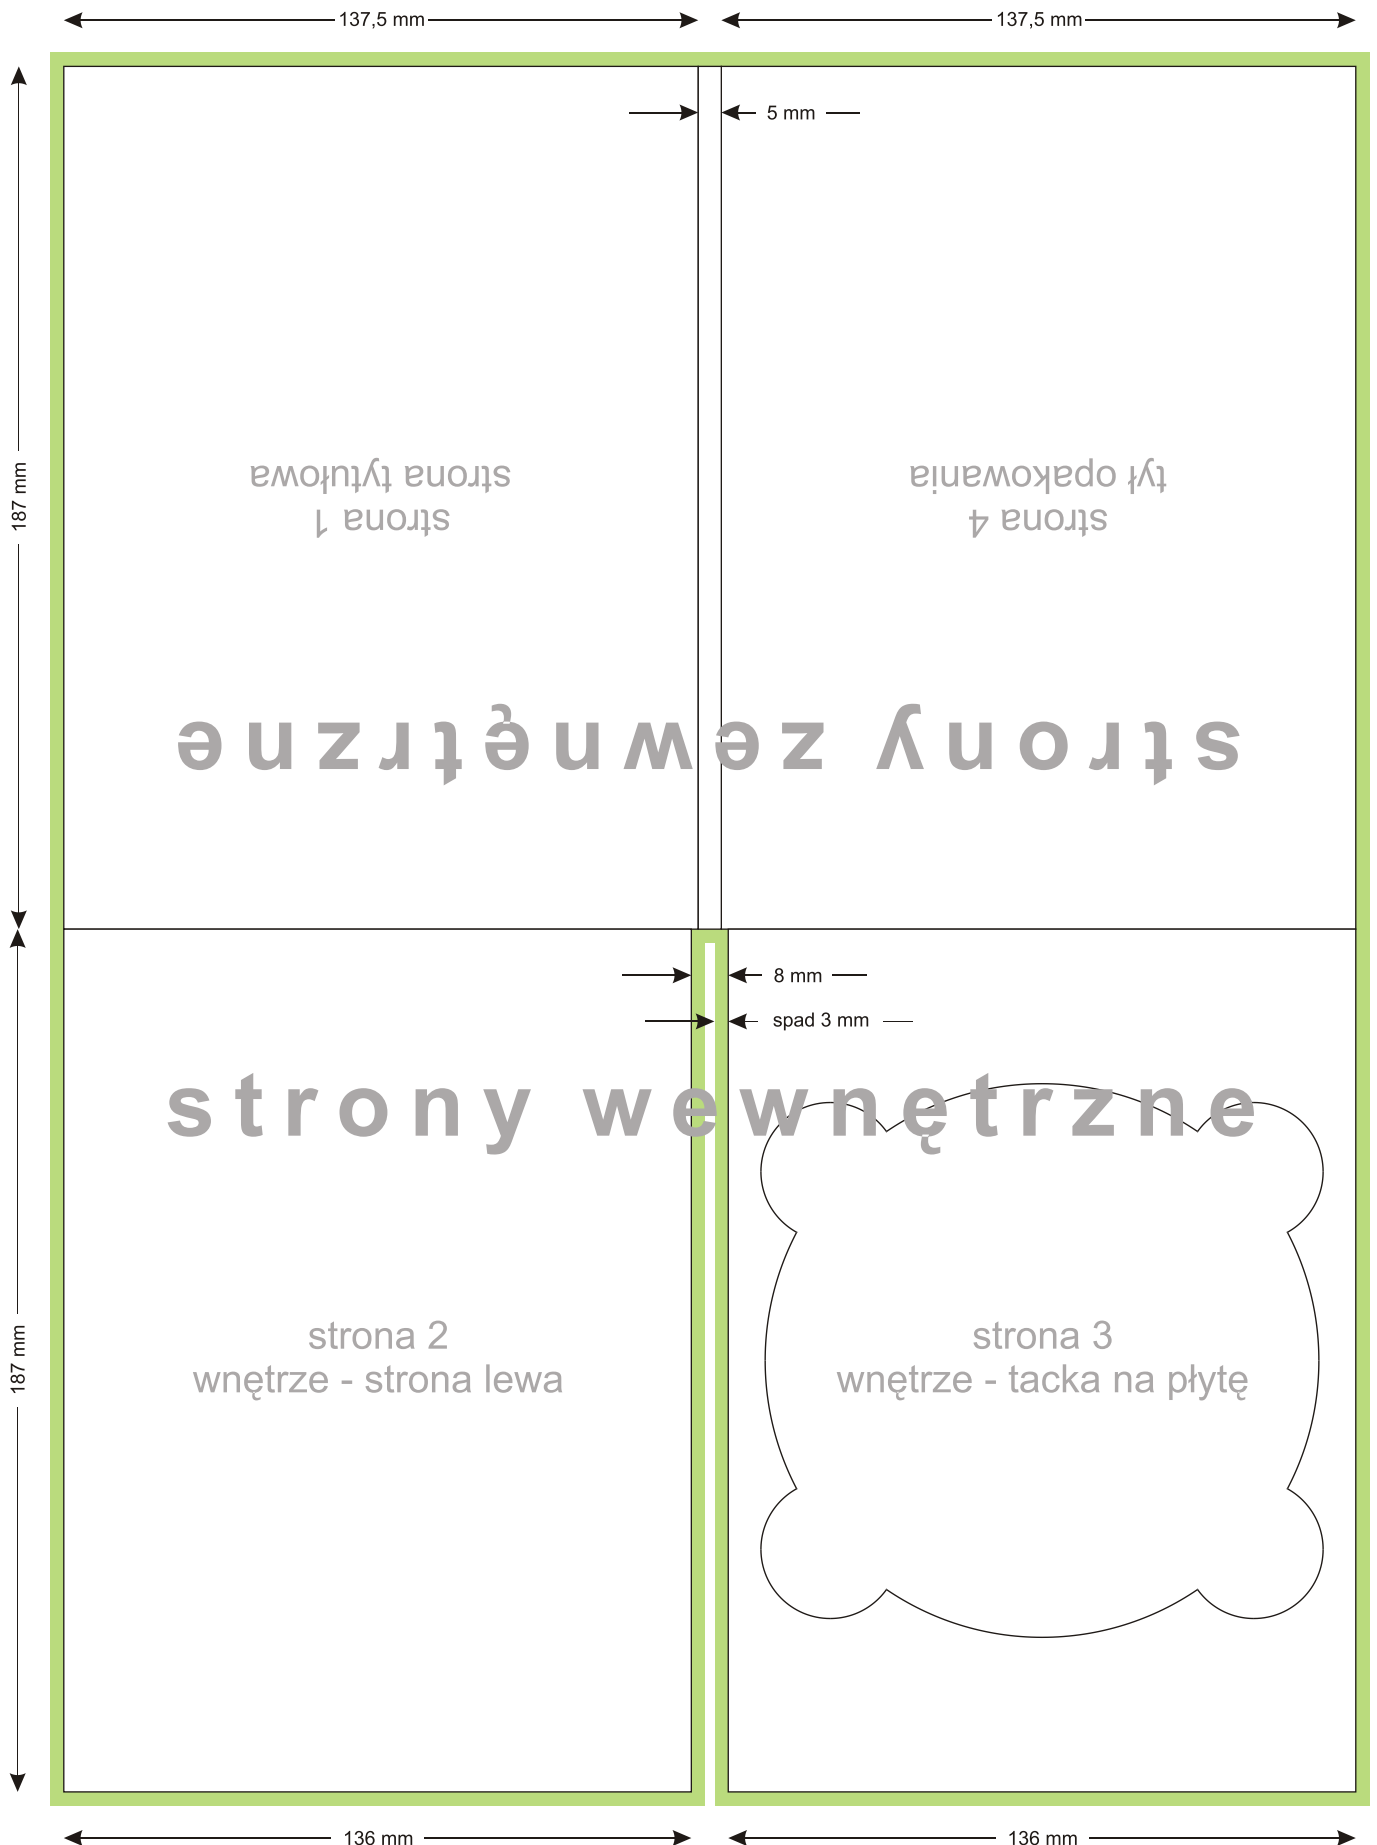 137,5 mm
137,5 mm
5 mm
187 mm
strona 1
strona tytułowa
strona 4
tył opakowania
strony zewnętrzne
8 mm
spad 3 mm
strony wewnętrzne
187 mm
strona 2
wnętrze - strona lewa
strona 3
wnętrze - tacka na płytę
136 mm
136 mm